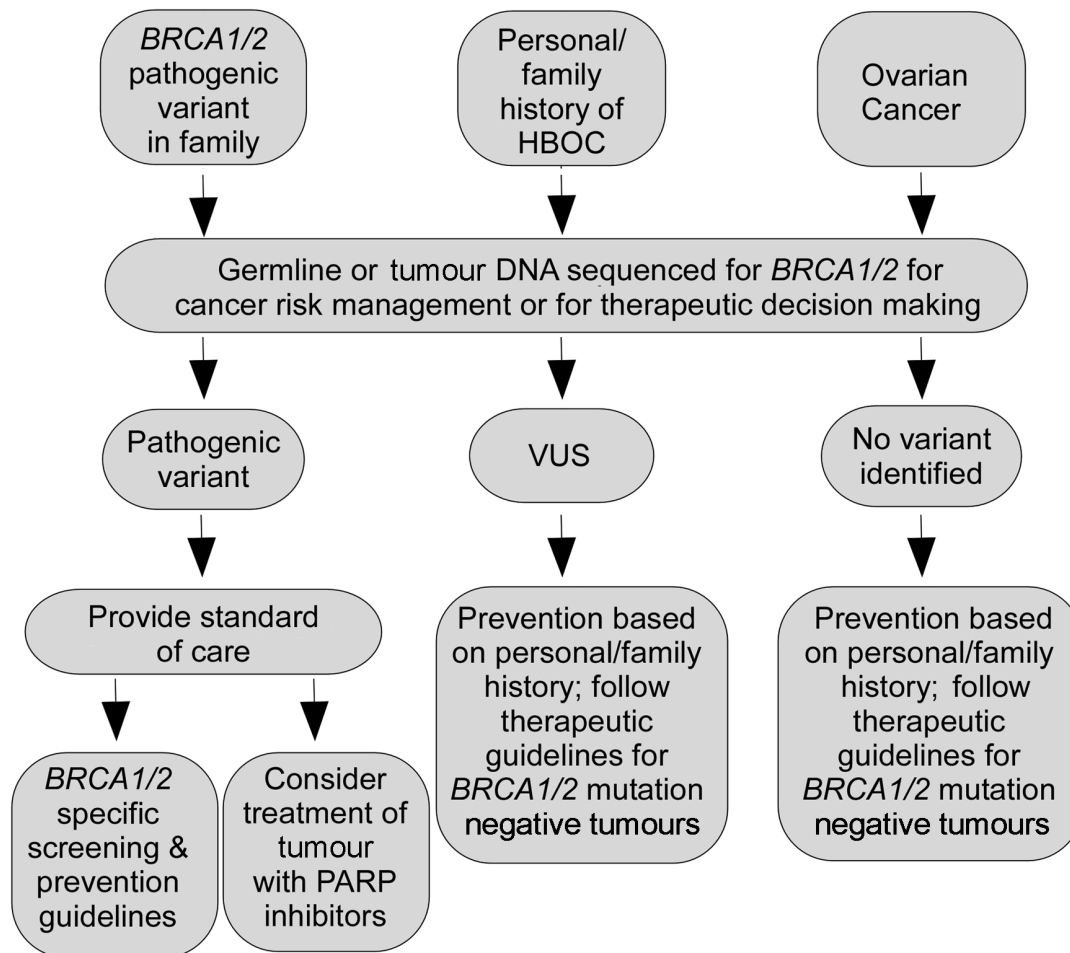 BRCA1/2
pathogenic
variant
in family
Personal/
family
history of
HBOC
Ovarian
Cancer
Germline or tumour DNA sequenced for BRCA1/2 for
cancer risk management or for therapeutic decision making
Pathogenic
variant
VUS
No variant
identified
Provide standard
of care
BRCA1/2
specific
screening &
prevention
guidelines
Consider
treatment of
tumour
with PARP
inhibitors
Prevention based
on personal/family
history; follow
therapeutic
guidelines for
BRCA1/2 mutation
negative tumours
Prevention based
on personal/family
history; follow
therapeutic
guidelines for
BRCA1/2 mutation
negative tumours